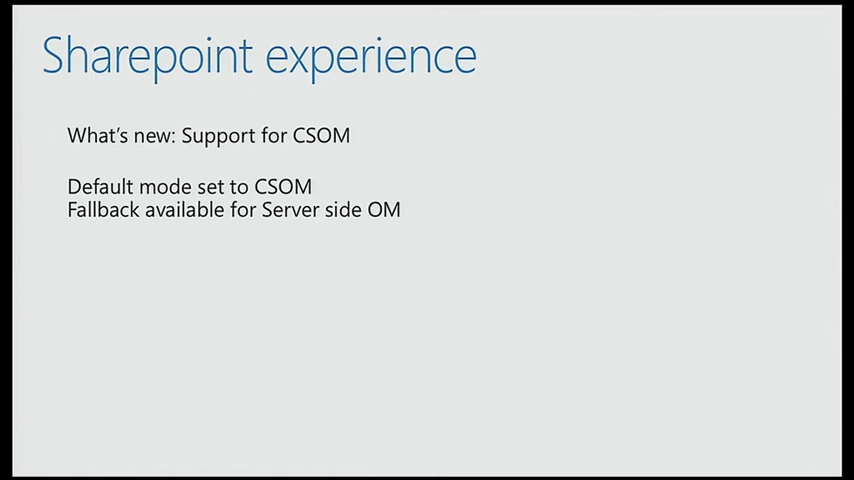 Sharepoint experience
What's new: Support for CSOM
Default mode set to CSOM
Fallback available for Server side OM